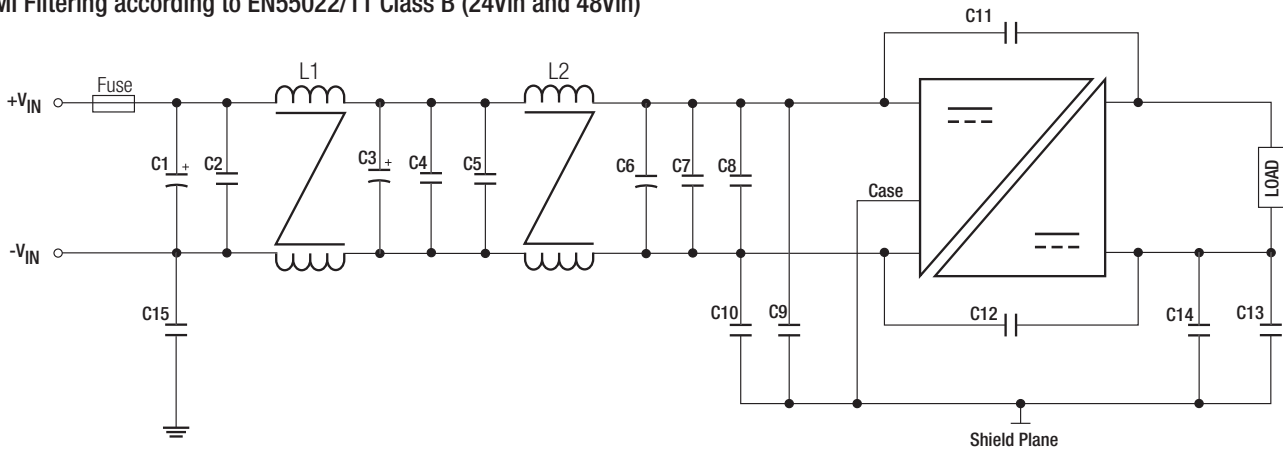 MI Filtering according to EN55022/11 Class B (24Vin and 48Vin)
C11
L1
L2
Fuse
+VIN
C1
+
C2
C3
+
C4
C5
C6
C7
C8
Case
LOAD
-VIN
C15
C10
C9
C12
C14
C13
Shield Plane